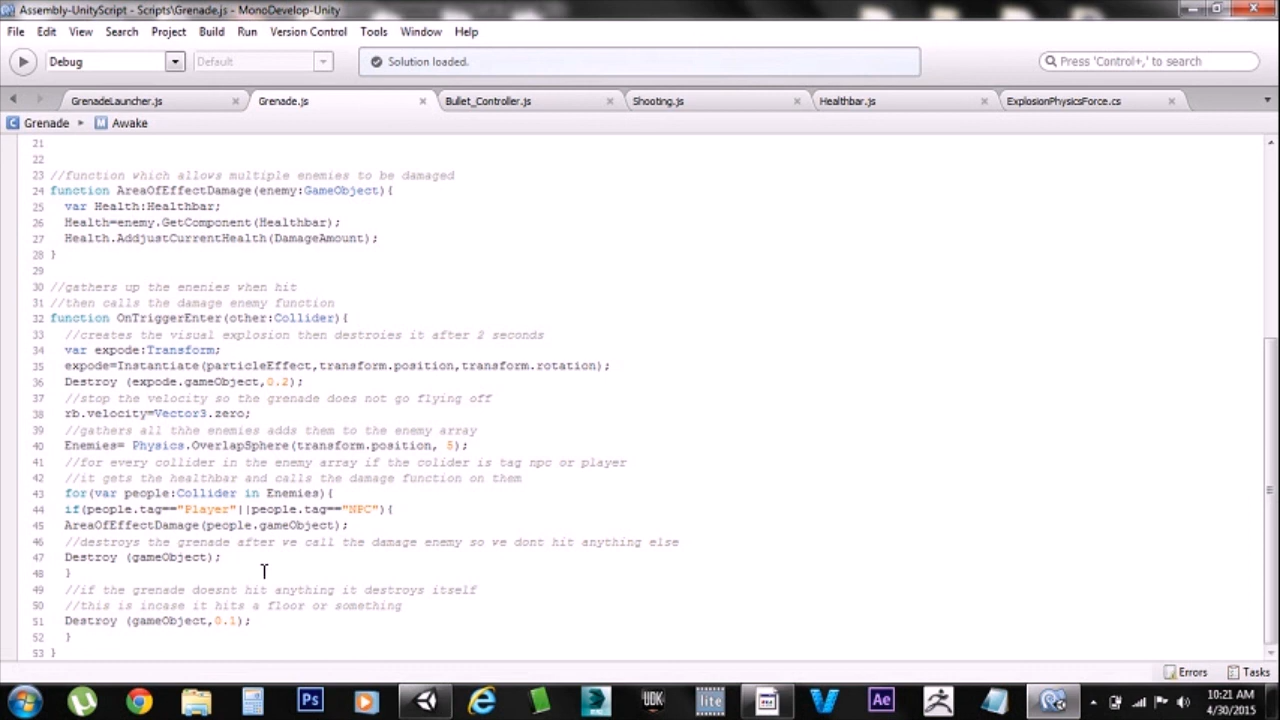 Assembly-UnityScript - Scripts\Grenade.js - MonoDevelop-Unity
File Edit View Search Project Build Run Version Control Tools Window Help
Debug Default Solution loaded. Press 'Control+,' to search
GrenadeLauncher.js Grenade.js Bullet_Controller.js Shooting.js Healthbar.js ExplosionPhysicsForce.cs
Grenade Awake
21
22
23 //function which allows multiple enemies to be damaged
24 function AreaOfEffectDamage(enemy:GameObject){
25 var Health:Healthbar;
26 Health=enemy.GetComponent(Healthbar);
27 Health.AddjustCurrentHealth(DamageAmount);
28 }
29
30 //gathers up the enenies when hit
31 //then calls the damage enemy function
32 function OnTriggerEnter(other:Collider){
33 //creates the visual explosion then destroies it after 2 seconds
34 var expode:Transform;
35 expode=Instantiate(particleEffect,transform.position,transform.rotation);
36 Destroy (expode.gameObject,0.2);
37 //stop the velocity so the grenade does not go flying off
38 rb.velocity=Vector3.zero;
39 //gathers all thhe enemies adds them to the enemy array
40 Enemies= Physics.OverlapSphere(transform.position, 5);
41 //for every collider in the enemy array if the colider is tag npc or player
42 //it gets the healthbar and calls the damage function on them
43 for(var people:Collider in Enemies){
44 if(people.tag=="Player"||people.tag=="NPC"){
45 AreaOfEffectDamage(people.gameObject);
46 //destroys the grenade after we call the damage enemy so we dont hit anything else
47 Destroy (gameObject);
48 }
49 //if the grenade doesnt hit anything it destroys itself
50 //this is incase it hits a floor or something
51 Destroy (gameObject,0.1);
52 }
53 }
Errors Tasks
Ps UDK lite Ae
10:21 AM
4/30/2015